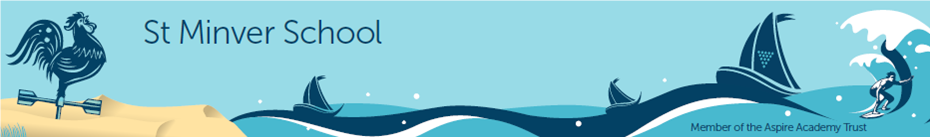 St Minver School
Member of the Aspire Academy Trust